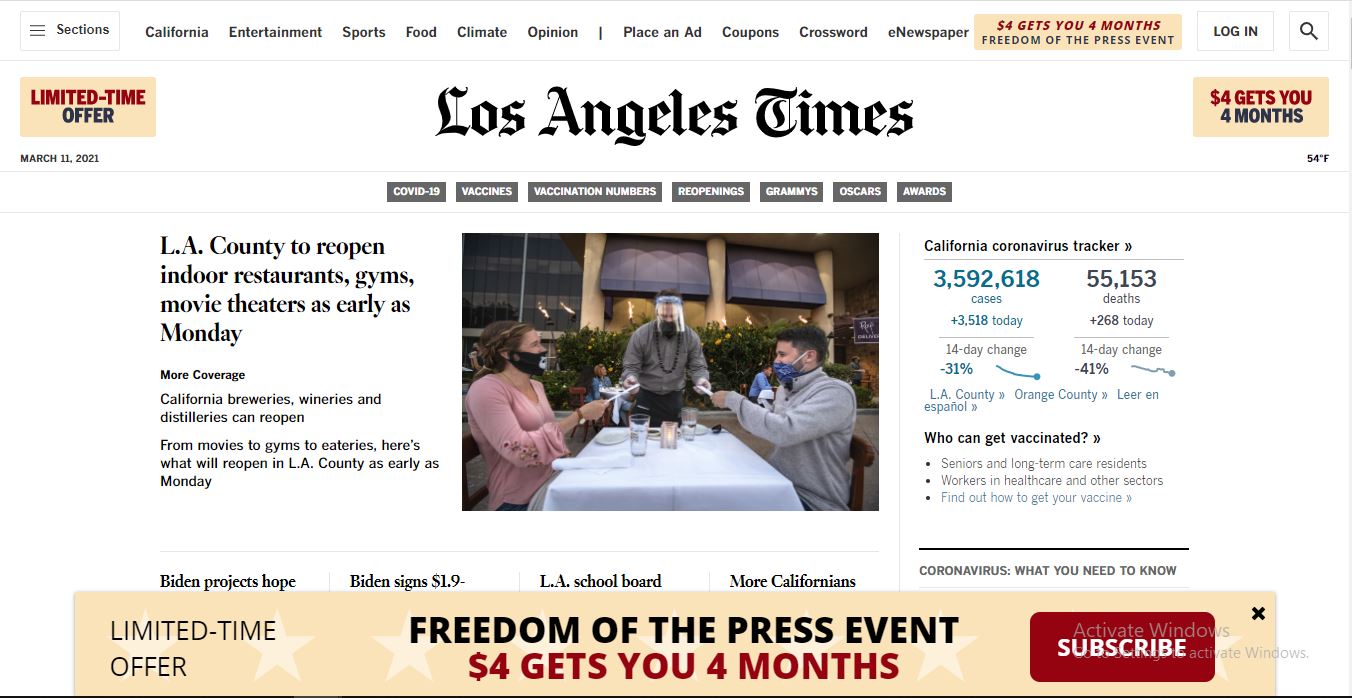 Sections
California Entertainment Sports Food Climate Opinion | Place an Ad Coupons Crossword eNewspaper
$4 GETS YOU 4 MONTHS
FREEDOM OF THE PRESS EVENT
LOG IN
LIMITED-TIME
OFFER
Los Angeles Times
$4 GETS YOU
4 MONTHS
MARCH 11, 2021
54°F
COVID-19 VACCINES VACCINATION NUMBERS REOPENINGS GRAMMYS OSCARS AWARDS
L.A. County to reopen
indoor restaurants, gyms,
movie theaters as early as
Monday
More Coverage
California breweries, wineries and
distilleries can reopen
From movies to gyms to eateries, here's
what will reopen in L.A. County as early as
Monday
California coronavirus tracker »
3,592,618 55,153
cases deaths
+3,518 today +268 today
14-day change 14-day change
-31% -41%
L.A. County » Orange County » Leer en
español »
Who can get vaccinated? »
• Seniors and long-term care residents
• Workers in healthcare and other sectors
• Find out how to get your vaccine »
CORONAVIRUS: WHAT YOU NEED TO KNOW
Biden projects hope
Biden signs $1.9-
L.A. school board
More Californians
LIMITED-TIME
OFFER
FREEDOM OF THE PRESS EVENT
$4 GETS YOU 4 MONTHS
SUBSCRIBE
Activate Windows
Go to Settings to activate Windows.